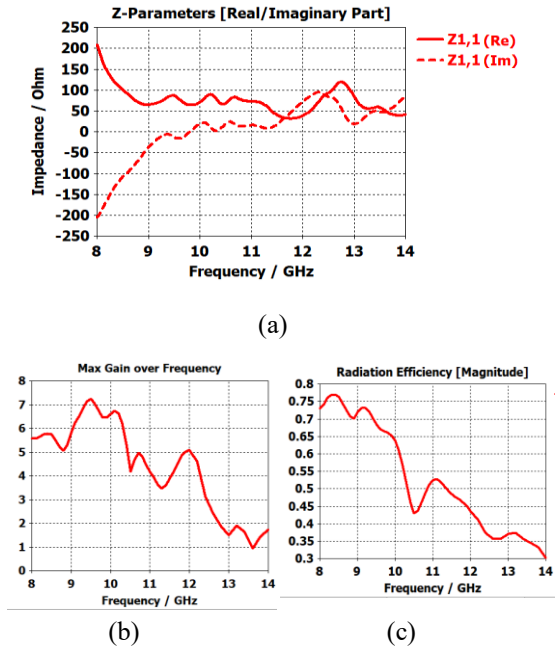 Z-Parameters [Real/Imaginary Part]
Z1,1 (Re)
Z1,1 (Im)
250
200
150
100
50
0
-50
-100
-150
-200
-250
Impedance / Ohm
8 9 10 11 12 13 14
Frequency / GHz
(a)
Max Gain over Frequency
8
7
6
5
4
3
2
1
0
8 9 10 11 12 13 14
Frequency / GHz
(b)
Radiation Efficiency [Magnitude]
0.8
0.75
0.7
0.65
0.6
0.55
0.5
0.45
0.4
0.35
0.3
8 9 10 11 12 13 14
Frequency / GHz
(c)